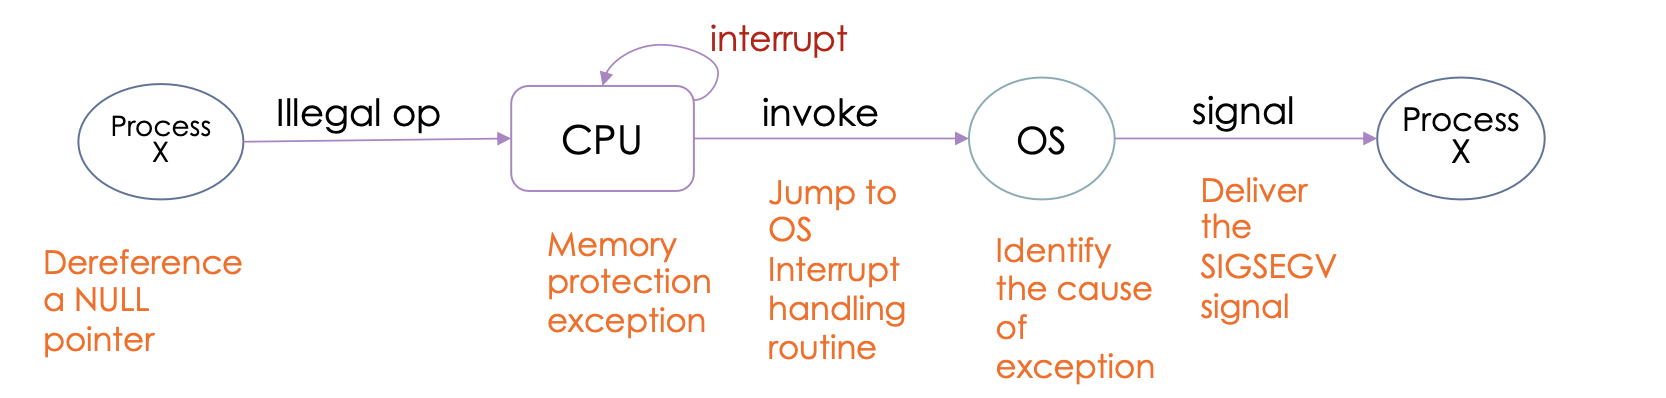 interrupt
Process
X
Illegal op
CPU
invoke
OS
signal
Process
X
Dereference
a NULL
pointer
Memory
protection
exception
Jump to
OS
Interrupt
handling
routine
Identify
the cause
of
exception
Deliver
the
SIGSEGV
signal